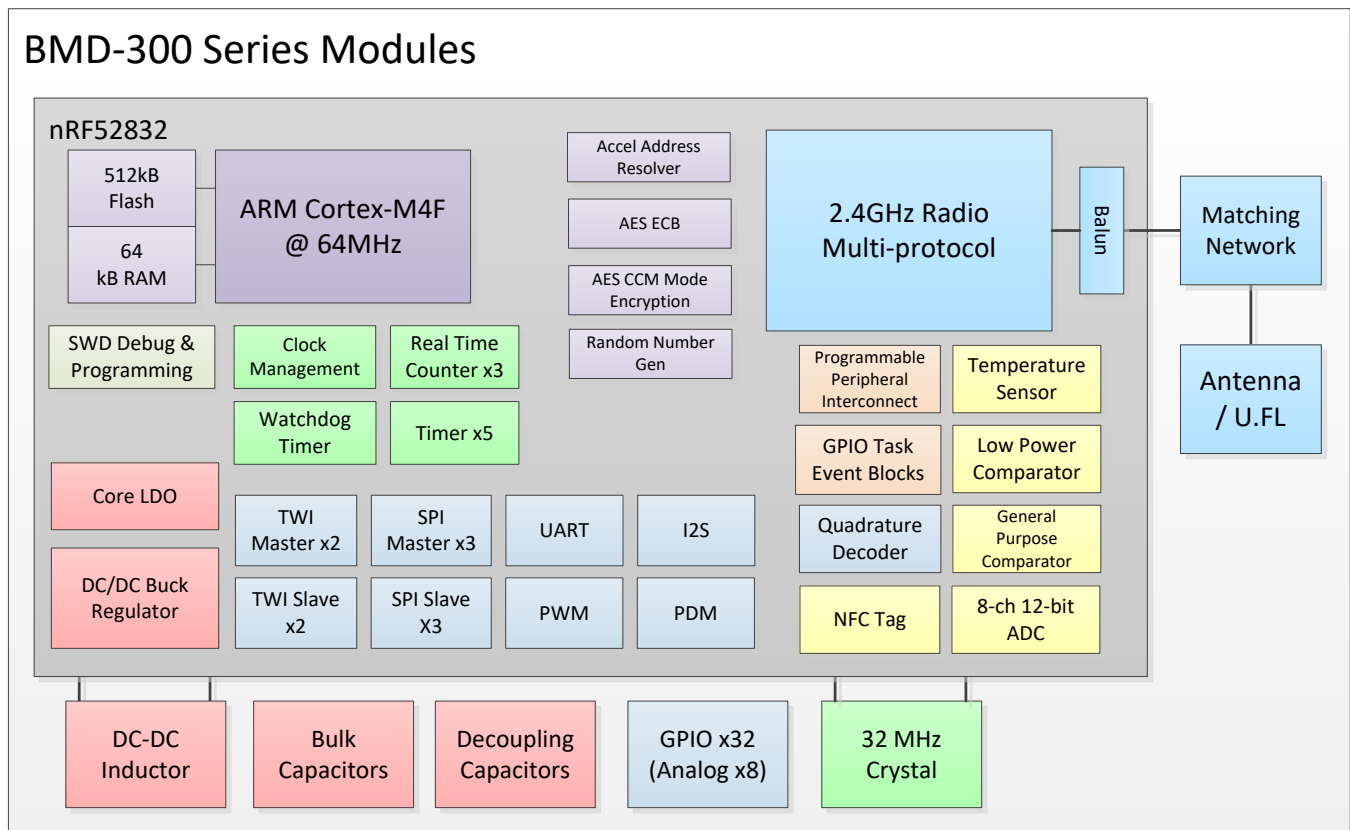 BMD-300 Series Modules
nRF52832
512kB
Flash
64
kB RAM
ARM Cortex-M4F
@ 64MHz
Accel Address
Resolver
AES ECB
AES CCM Mode
Encryption
Random Number
Gen
2.4GHz Radio
Multi-protocol
Balun
Matching
Network
Antenna
/ U.FL
SWD Debug &
Programming
Clock
Management
Real Time
Counter x3
Watchdog
Timer
Timer x5
Programmable
Peripheral
Interconnect
Temperature
Sensor
GPIO Task
Event Blocks
Low Power
Comparator
Core LDO
DC/DC Buck
Regulator
TWI
Master x2
SPI
Master x3
UART
I2S
Quadrature
Decoder
General
Purpose
Comparator
TWI Slave
x2
SPI Slave
X3
PWM
PDM
NFC Tag
8-ch 12-bit
ADC
DC-DC
Inductor
Bulk
Capacitors
Decoupling
Capacitors
GPIO x32
(Analog x8)
32 MHz
Crystal